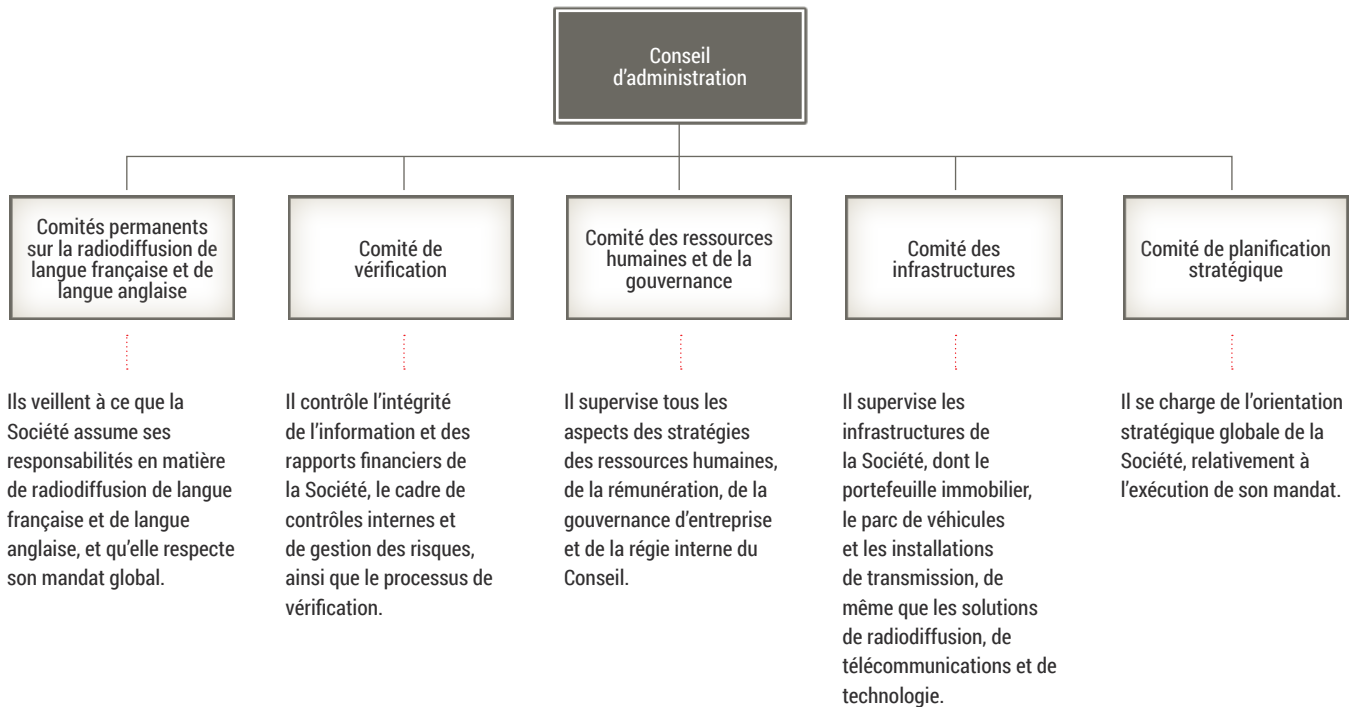 Conseil
d'administration
Comités permanents
sur la radiodiffusion de
langue française et de
langue anglaise
Comité de
vérification
Comité des ressources
humaines et de la
gouvernance
Comité des
infrastructures
Comité de planification
stratégique
Ils veillent à ce que la
Société assume ses
responsabilités en matière
de radiodiffusion de langue
française et de langue
anglaise, et qu'elle respecte
son mandat global.
Il contrôle l'intégrité
de l'information et des
rapports financiers de
la Société, le cadre de
contrôles internes et
de gestion des risques,
ainsi que le processus de
vérification.
Il supervise tous les
aspects des stratégies
des ressources humaines,
de la rémunération, de la
gouvernance d'entreprise
et de la régie interne du
Conseil.
Il supervise les
infrastructures de
la Société, dont le
portefeuille immobilier,
le parc de véhicules
et les installations
de transmission, de
même que les solutions
de radiodiffusion, de
télécommunications et de
technologie.
Il se charge de l'orientation
stratégique globale de la
Société, relativement à
l'exécution de son mandat.